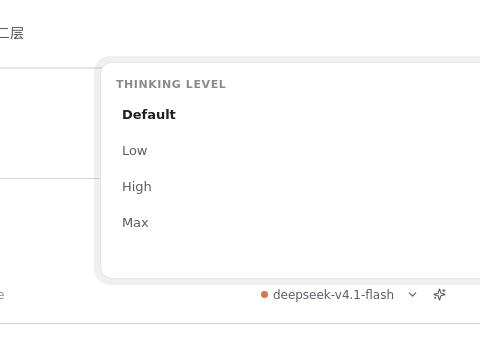 二层
THINKING LEVEL
Default
Low
High
Max
e
deepseek-v4.1-flash